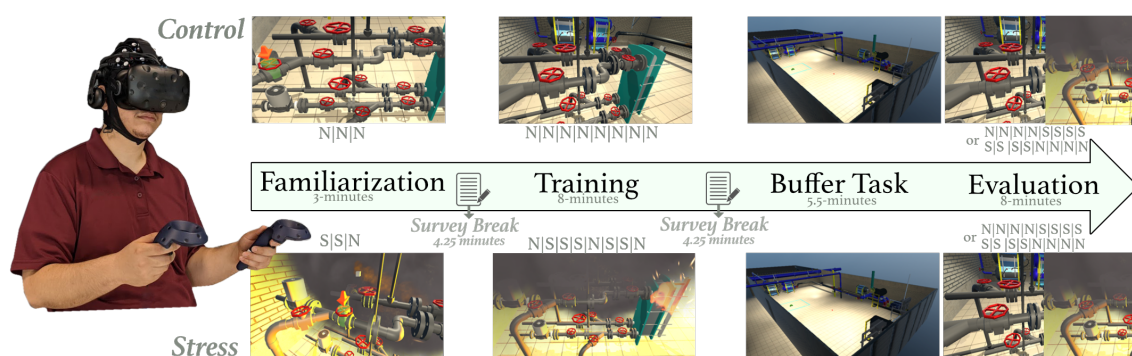 Control
N|N|N
N|N|N|N|N|N|N|N
N|N|N|N|S|S|S|S
or S|S|S|S|N|N|N|N
Familiarization
3-minutes
Survey Break
4.25 minutes
Training
8-minutes
Survey Break
4.25 minutes
Buffer Task
5.5-minutes
Evaluation
8-minutes
S|S|N
N|S|S|S|N|S|S|N
N|N|N|N|S|S|S|S
or S|S|S|S|N|N|N|N
Stress